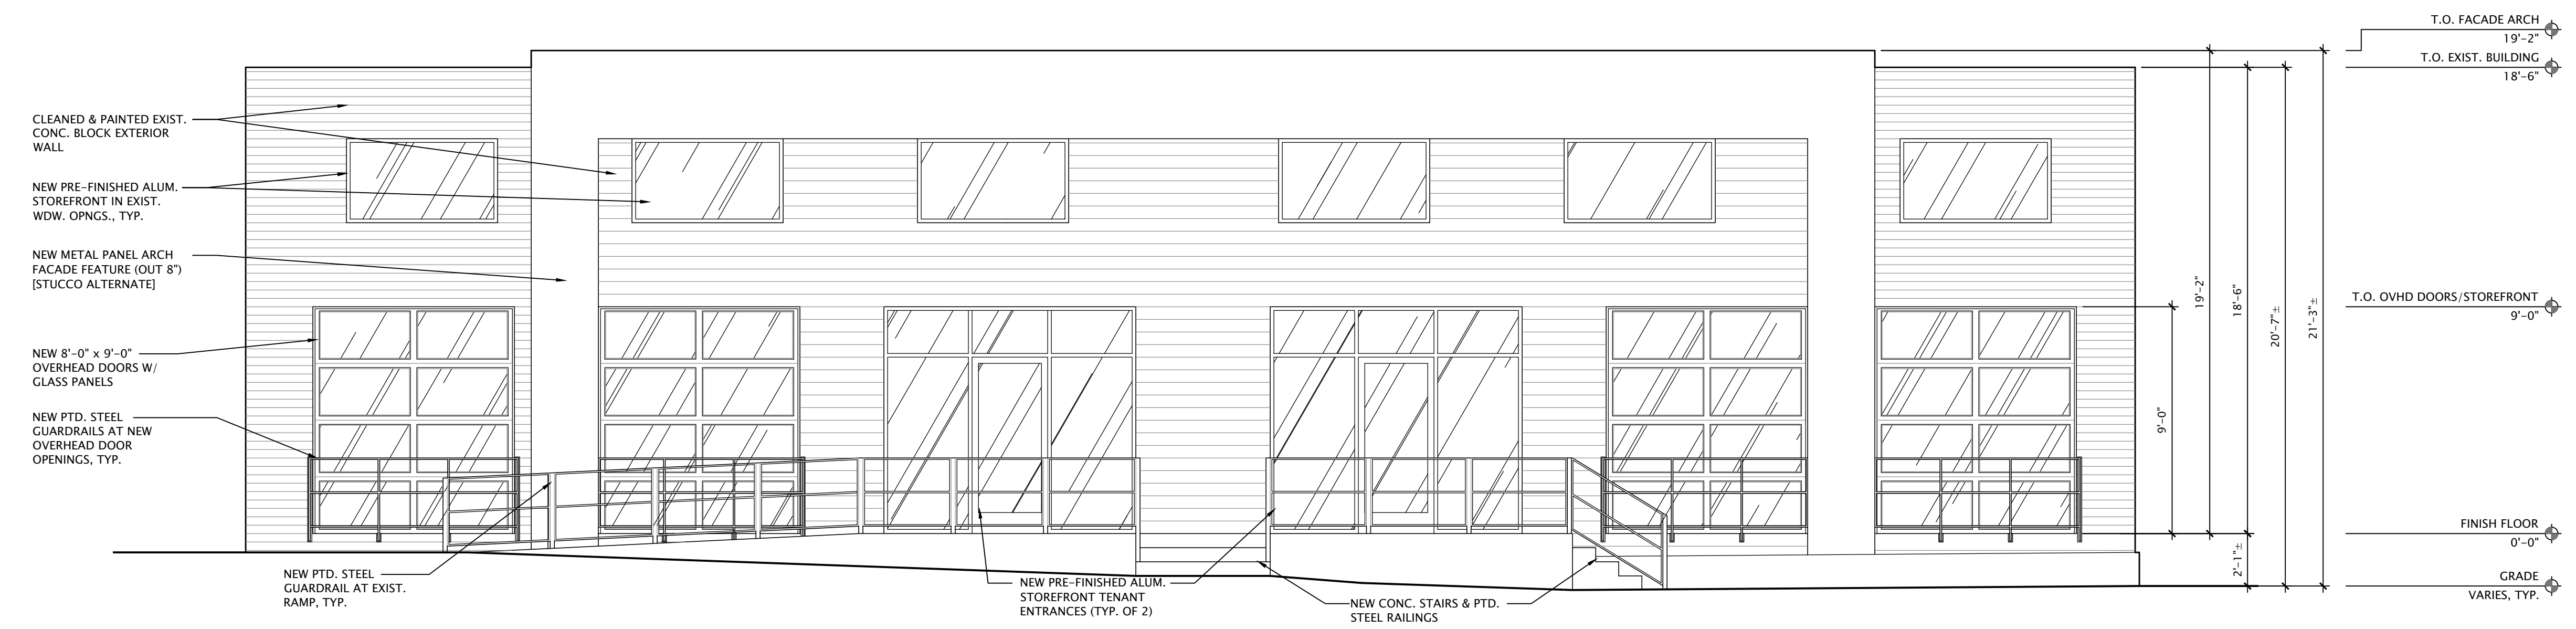 CLEANED & PAINTED EXIST.
CONC. BLOCK EXTERIOR
WALL
NEW PRE-FINISHED ALUM.
STOREFRONT IN EXIST.
WDW. OPNGS., TYP.
NEW METAL PANEL ARCH
FACADE FEATURE (OUT 8")
[STUCCO ALTERNATE]
NEW 8'-0" x 9'-0"
OVERHEAD DOORS W/
GLASS PANELS
NEW PTD. STEEL
GUARDRAILS AT NEW
OVERHEAD DOOR
OPENINGS, TYP.
NEW PTD. STEEL
GUARDRAIL AT EXIST.
RAMP, TYP.
NEW PRE-FINISHED ALUM.
STOREFRONT TENANT
ENTRANCES (TYP. OF 2)
NEW CONC. STAIRS & PTD.
STEEL RAILINGS
9'-0"
19'-2"
18'-6"
2'-1"±
20'-7"±
21'-3"±
T.O. FACADE ARCH
19'-2"
T.O. EXIST. BUILDING
18'-6"
T.O. OVHD DOORS/STOREFRONT
9'-0"
FINISH FLOOR
0'-0"
GRADE
VARIES, TYP.